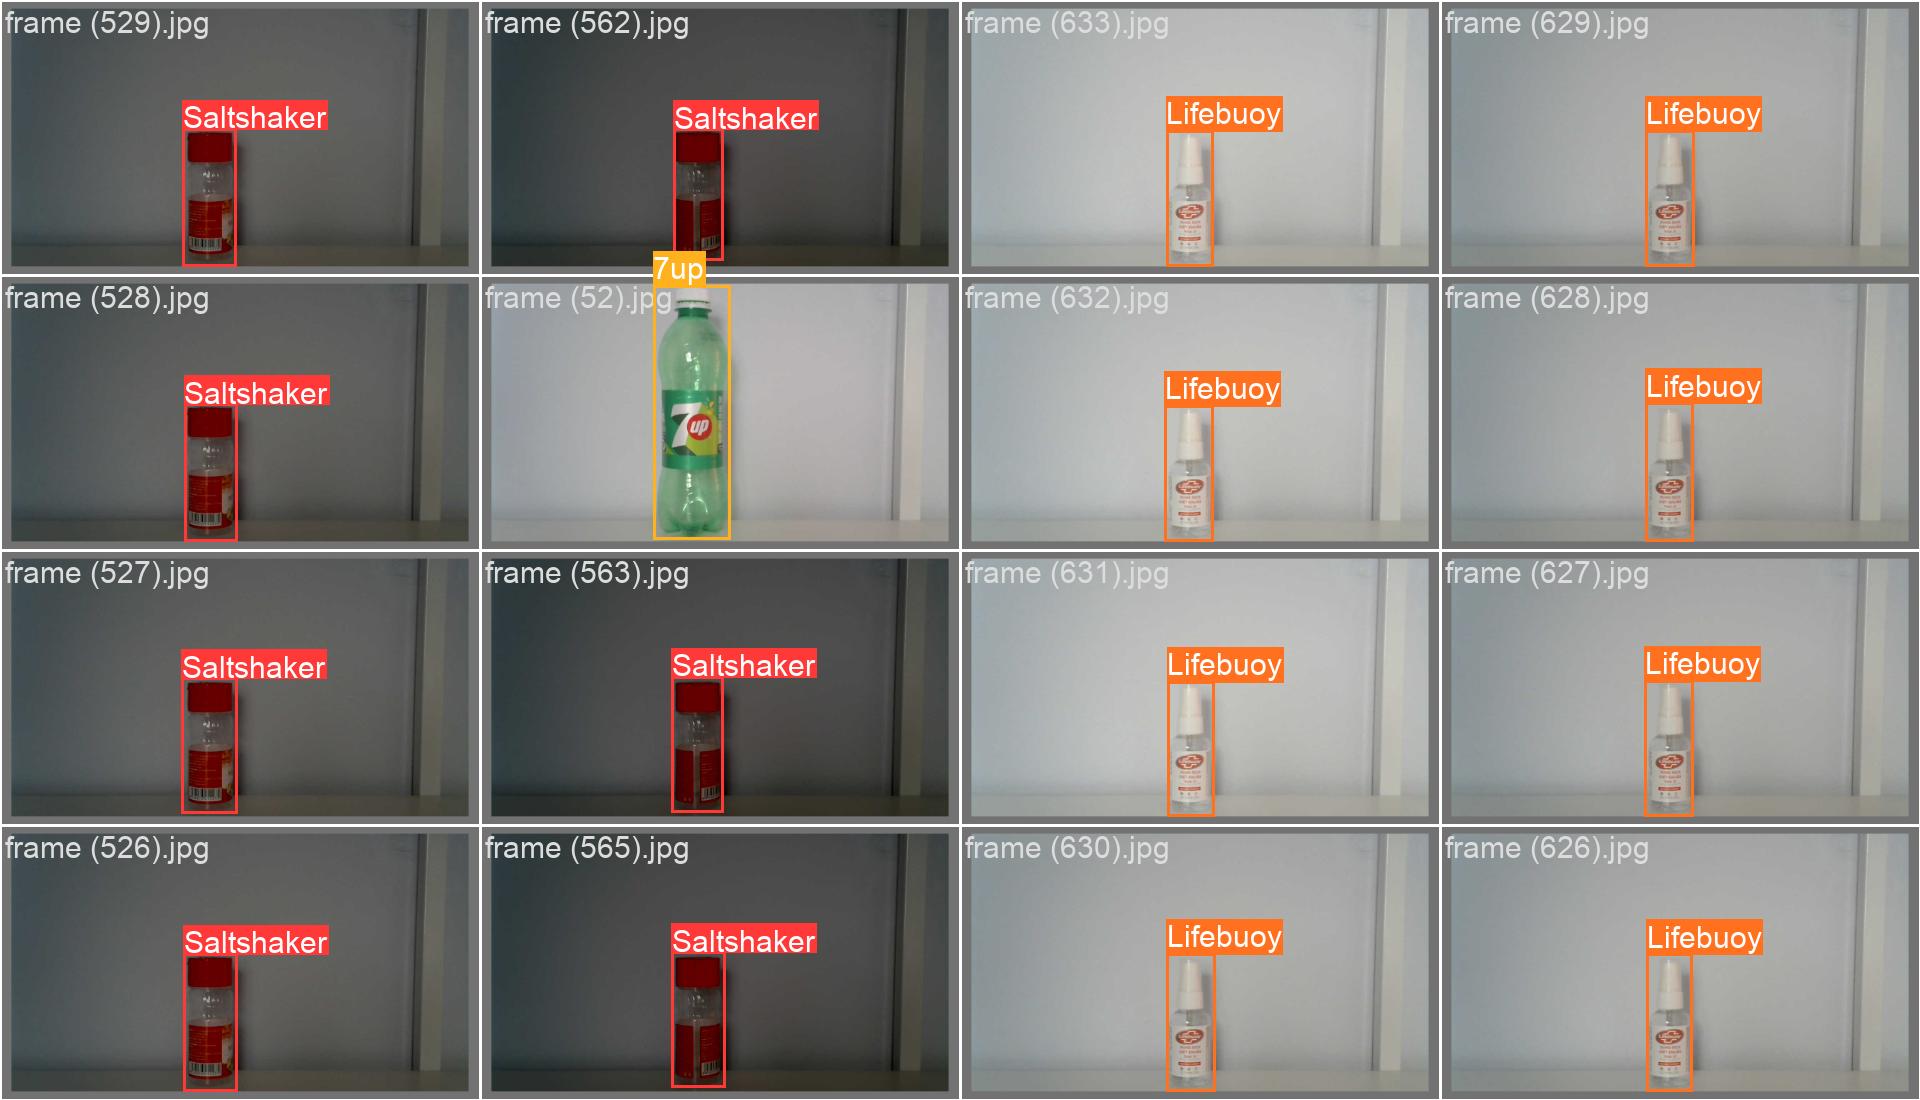 frame (529).jpg
Saltshaker
frame (562).jpg
Saltshaker
frame (633).jpg
Lifebuoy
frame (629).jpg
Lifebuoy
frame (528).jpg
Saltshaker
frame (52).jpg
7up
7up
frame (632).jpg
Lifebuoy
frame (628).jpg
Lifebuoy
frame (527).jpg
Saltshaker
frame (563).jpg
Saltshaker
frame (631).jpg
Lifebuoy
frame (627).jpg
Lifebuoy
frame (526).jpg
Saltshaker
frame (565).jpg
Saltshaker
frame (630).jpg
Lifebuoy
frame (626).jpg
Lifebuoy